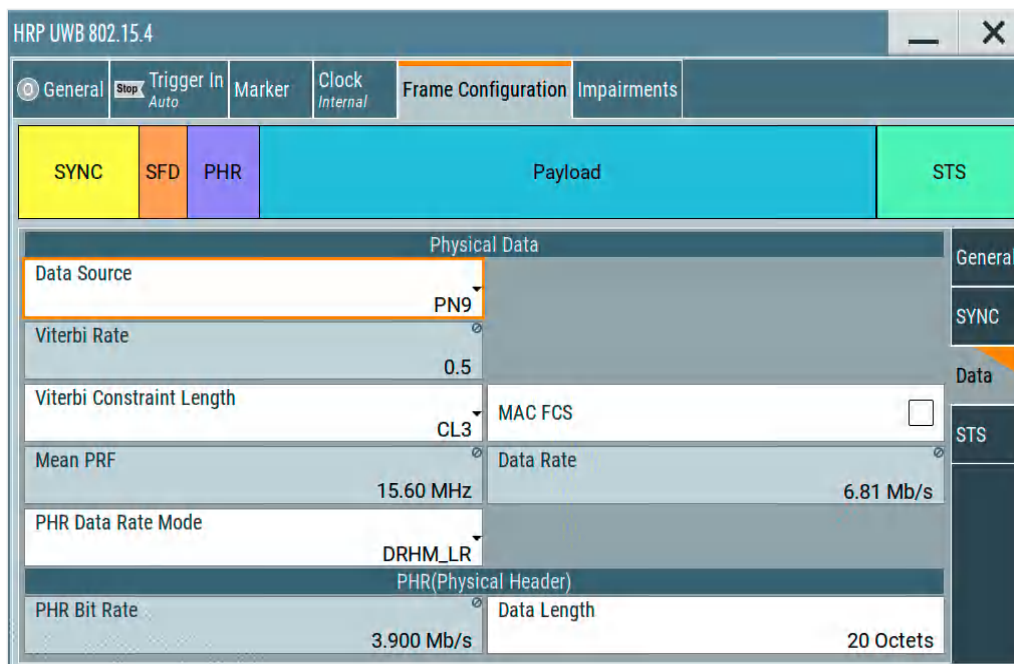 HRP UWB 802.15.4
General
Stop
Trigger In
Auto
Marker
Clock
Internal
Frame Configuration
Impairments
SYNC
SFD
PHR
Payload
STS
Physical Data
Data Source
PN9
Viterbi Rate
0.5
Viterbi Constraint Length
CL3
MAC FCS
Mean PRF
15.60 MHz
Data Rate
6.81 Mb/s
PHR Data Rate Mode
DRHM_LR
PHR(Physical Header)
PHR Bit Rate
3.900 Mb/s
Data Length
20 Octets
General
SYNC
Data
STS